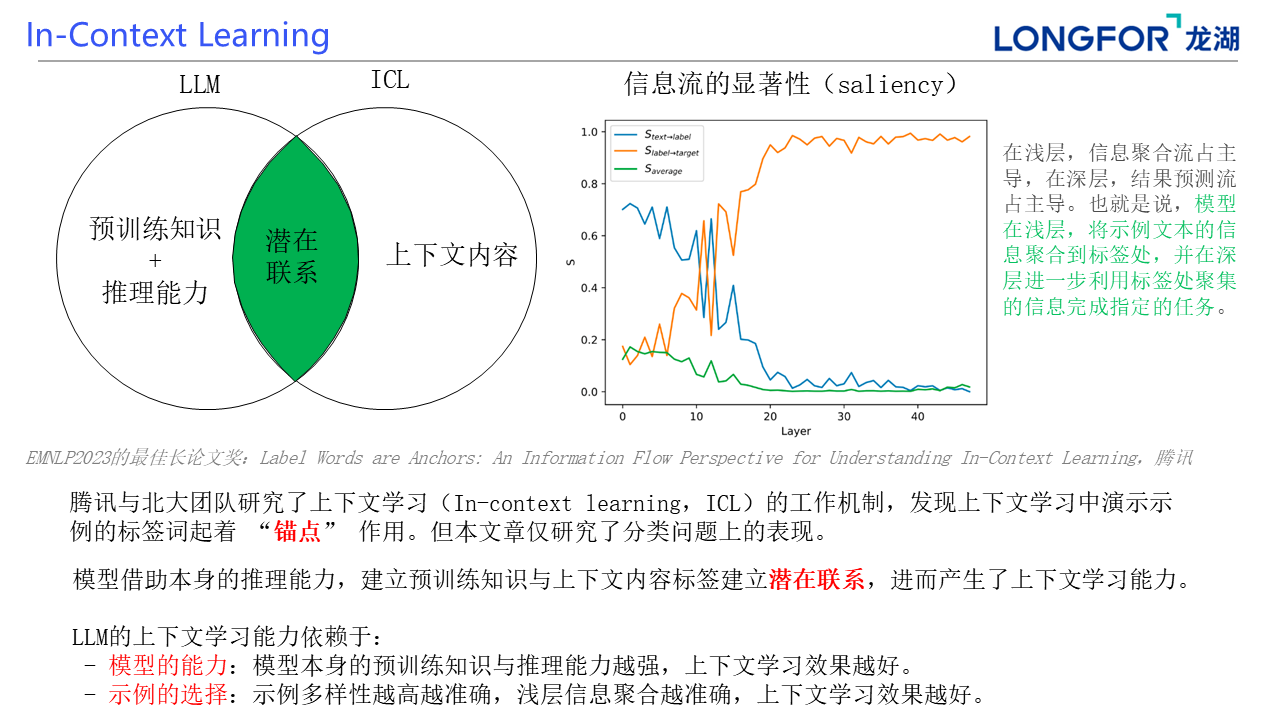 In-Context Learning
LONGFOR 龙湖
LLM
ICL
预训练知识
+
推理能力
潜在
联系
上下文内容
信息流的显著性（saliency）
S_text→label
S_label→target
S_average
1.0
0.8
0.6
0.4
0.2
0.0
S
0 10 20 30 40
Layer
在浅层，信息聚合流占主
导，在深层，结果预测流
占主导。也就是说，模型
在浅层，将示例文本的信
息聚合到标签处，并在深
层进一步利用标签处聚集
的信息完成指定的任务。
EMNLP2023的最佳长论文奖：Label Words are Anchors: An Information Flow Perspective for Understanding In-Context Learning，腾讯
腾讯与北大团队研究了上下文学习（In-context learning，ICL）的工作机制，发现上下文学习中演示示
例的标签词起着 “锚点” 作用。但本文章仅研究了分类问题上的表现。
模型借助本身的推理能力，建立预训练知识与上下文内容标签建立潜在联系，进而产生了上下文学习能力。
LLM的上下文学习能力依赖于：
- 模型的能力：模型本身的预训练知识与推理能力越强，上下文学习效果越好。
- 示例的选择：示例多样性越高越准确，浅层信息聚合越准确，上下文学习效果越好。